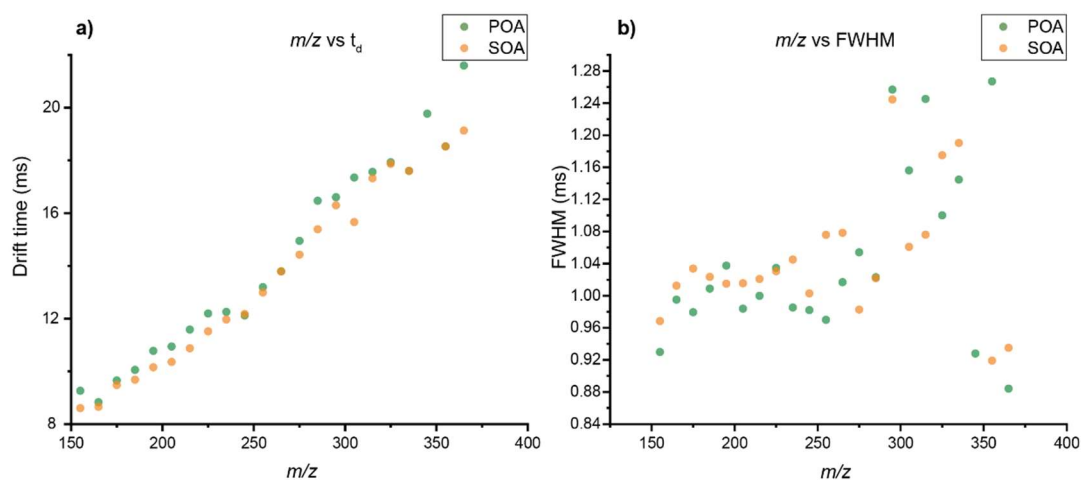 a)
m/z vs td
POA
SOA
Drift time (ms)
20
16
12
8
150
200
250
300
350
400
m/z
b)
m/z vs FWHM
POA
SOA
FWHM (ms)
1.28
1.24
1.20
1.16
1.12
1.08
1.04
1.00
0.96
0.92
0.88
0.84
150
200
250
300
350
400
m/z